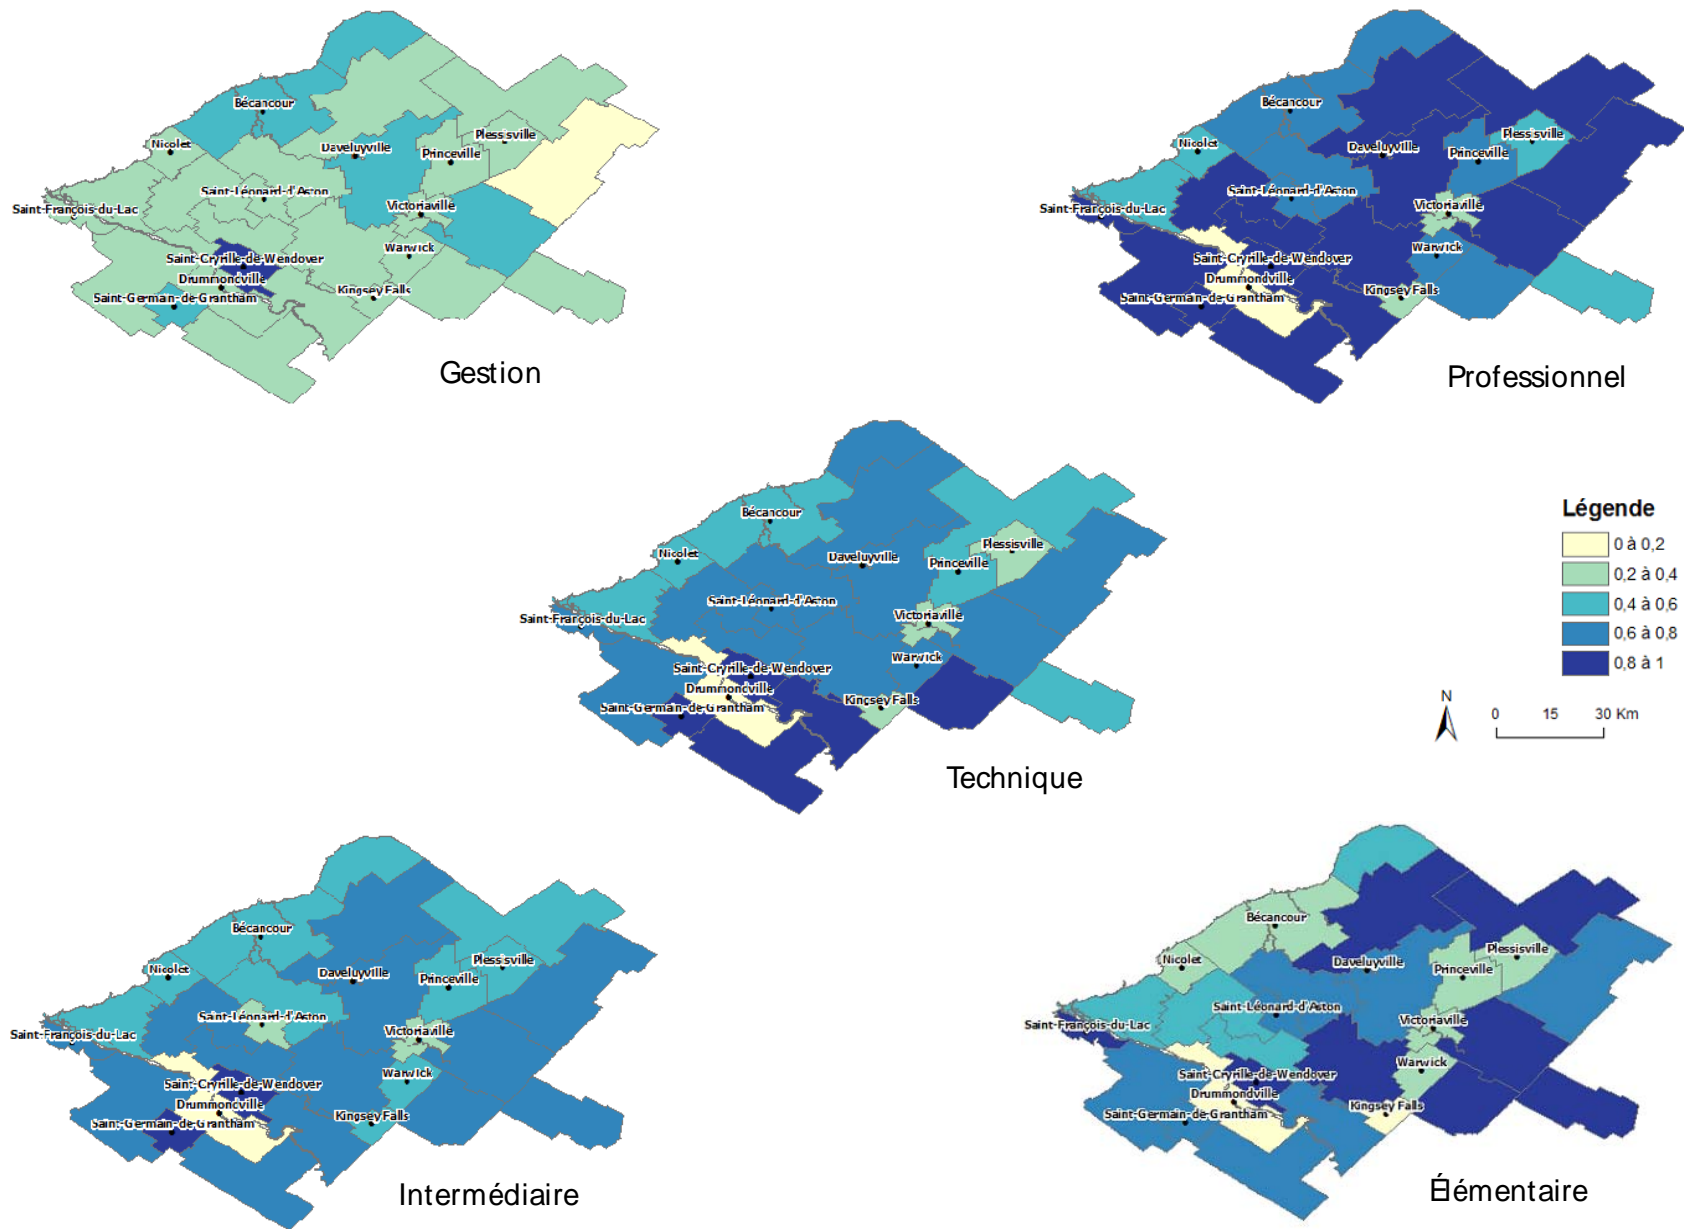 Bécancour
Nicolet
Daveluyville
Plessisville
Princeville
Saint-Léonard-d'Aston
Victoriaville
Saint-François-du-Lac
Warwick
Saint-Cryrille-de-Wendover
Drummondville
Kingsey Falls
Saint-Germain-de-Grantham
Gestion
Bécancour
Nicolet
Daveluyville
Plessisville
Princeville
Saint-Léonard-d'Aston
Victoriaville
Saint-François-du-Lac
Warwick
Saint-Cryrille-de-Wendover
Drummondville
Kingsey Falls
Saint-Germain-de-Grantham
Professionnel
Bécancour
Nicolet
Daveluyville
Plessisville
Princeville
Saint-Léonard-d'Aston
Victoriaville
Saint-François-du-Lac
Warwick
Saint-Cryrille-de-Wendover
Drummondville
Kingsey Falls
Saint-Germain-de-Grantham
Technique
Légende
0 à 0,2
0,2 à 0,4
0,4 à 0,6
0,6 à 0,8
0,8 à 1
N
0 15 30 Km
Bécancour
Nicolet
Daveluyville
Plessisville
Princeville
Saint-Léonard-d'Aston
Victoriaville
Saint-François-du-Lac
Warwick
Saint-Cryrille-de-Wendover
Drummondville
Kingsey Falls
Saint-Germain-de-Grantham
Intermédiaire
Bécancour
Nicolet
Daveluyville
Plessisville
Princeville
Saint-Léonard-d'Aston
Victoriaville
Saint-François-du-Lac
Warwick
Saint-Cryrille-de-Wendover
Drummondville
Kingsey Falls
Saint-Germain-de-Grantham
Élémentaire